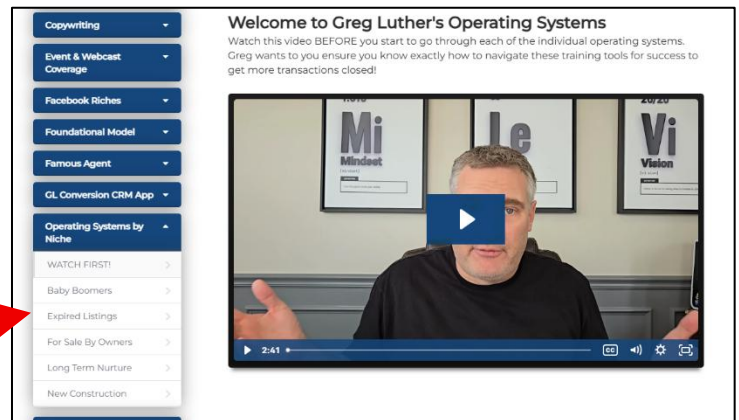 Copywriting
Event & Webcast
Coverage
Facebook Riches
Foundational Model
Famous Agent
GL Conversion CRM App
Operating Systems by
Niche
WATCH FIRST!
Baby Boomers
Expired Listings
For Sale By Owners
Long Term Nurture
New Construction
Welcome to Greg Luther's Operating Systems
Watch this video BEFORE you start to go through each of the individual operating systems.
Greg wants to you ensure you know exactly how to navigate these training tools for success to
get more transactions closed!
Mi
Mindset
Le
20/20
Vi
Vision
2:41
CC